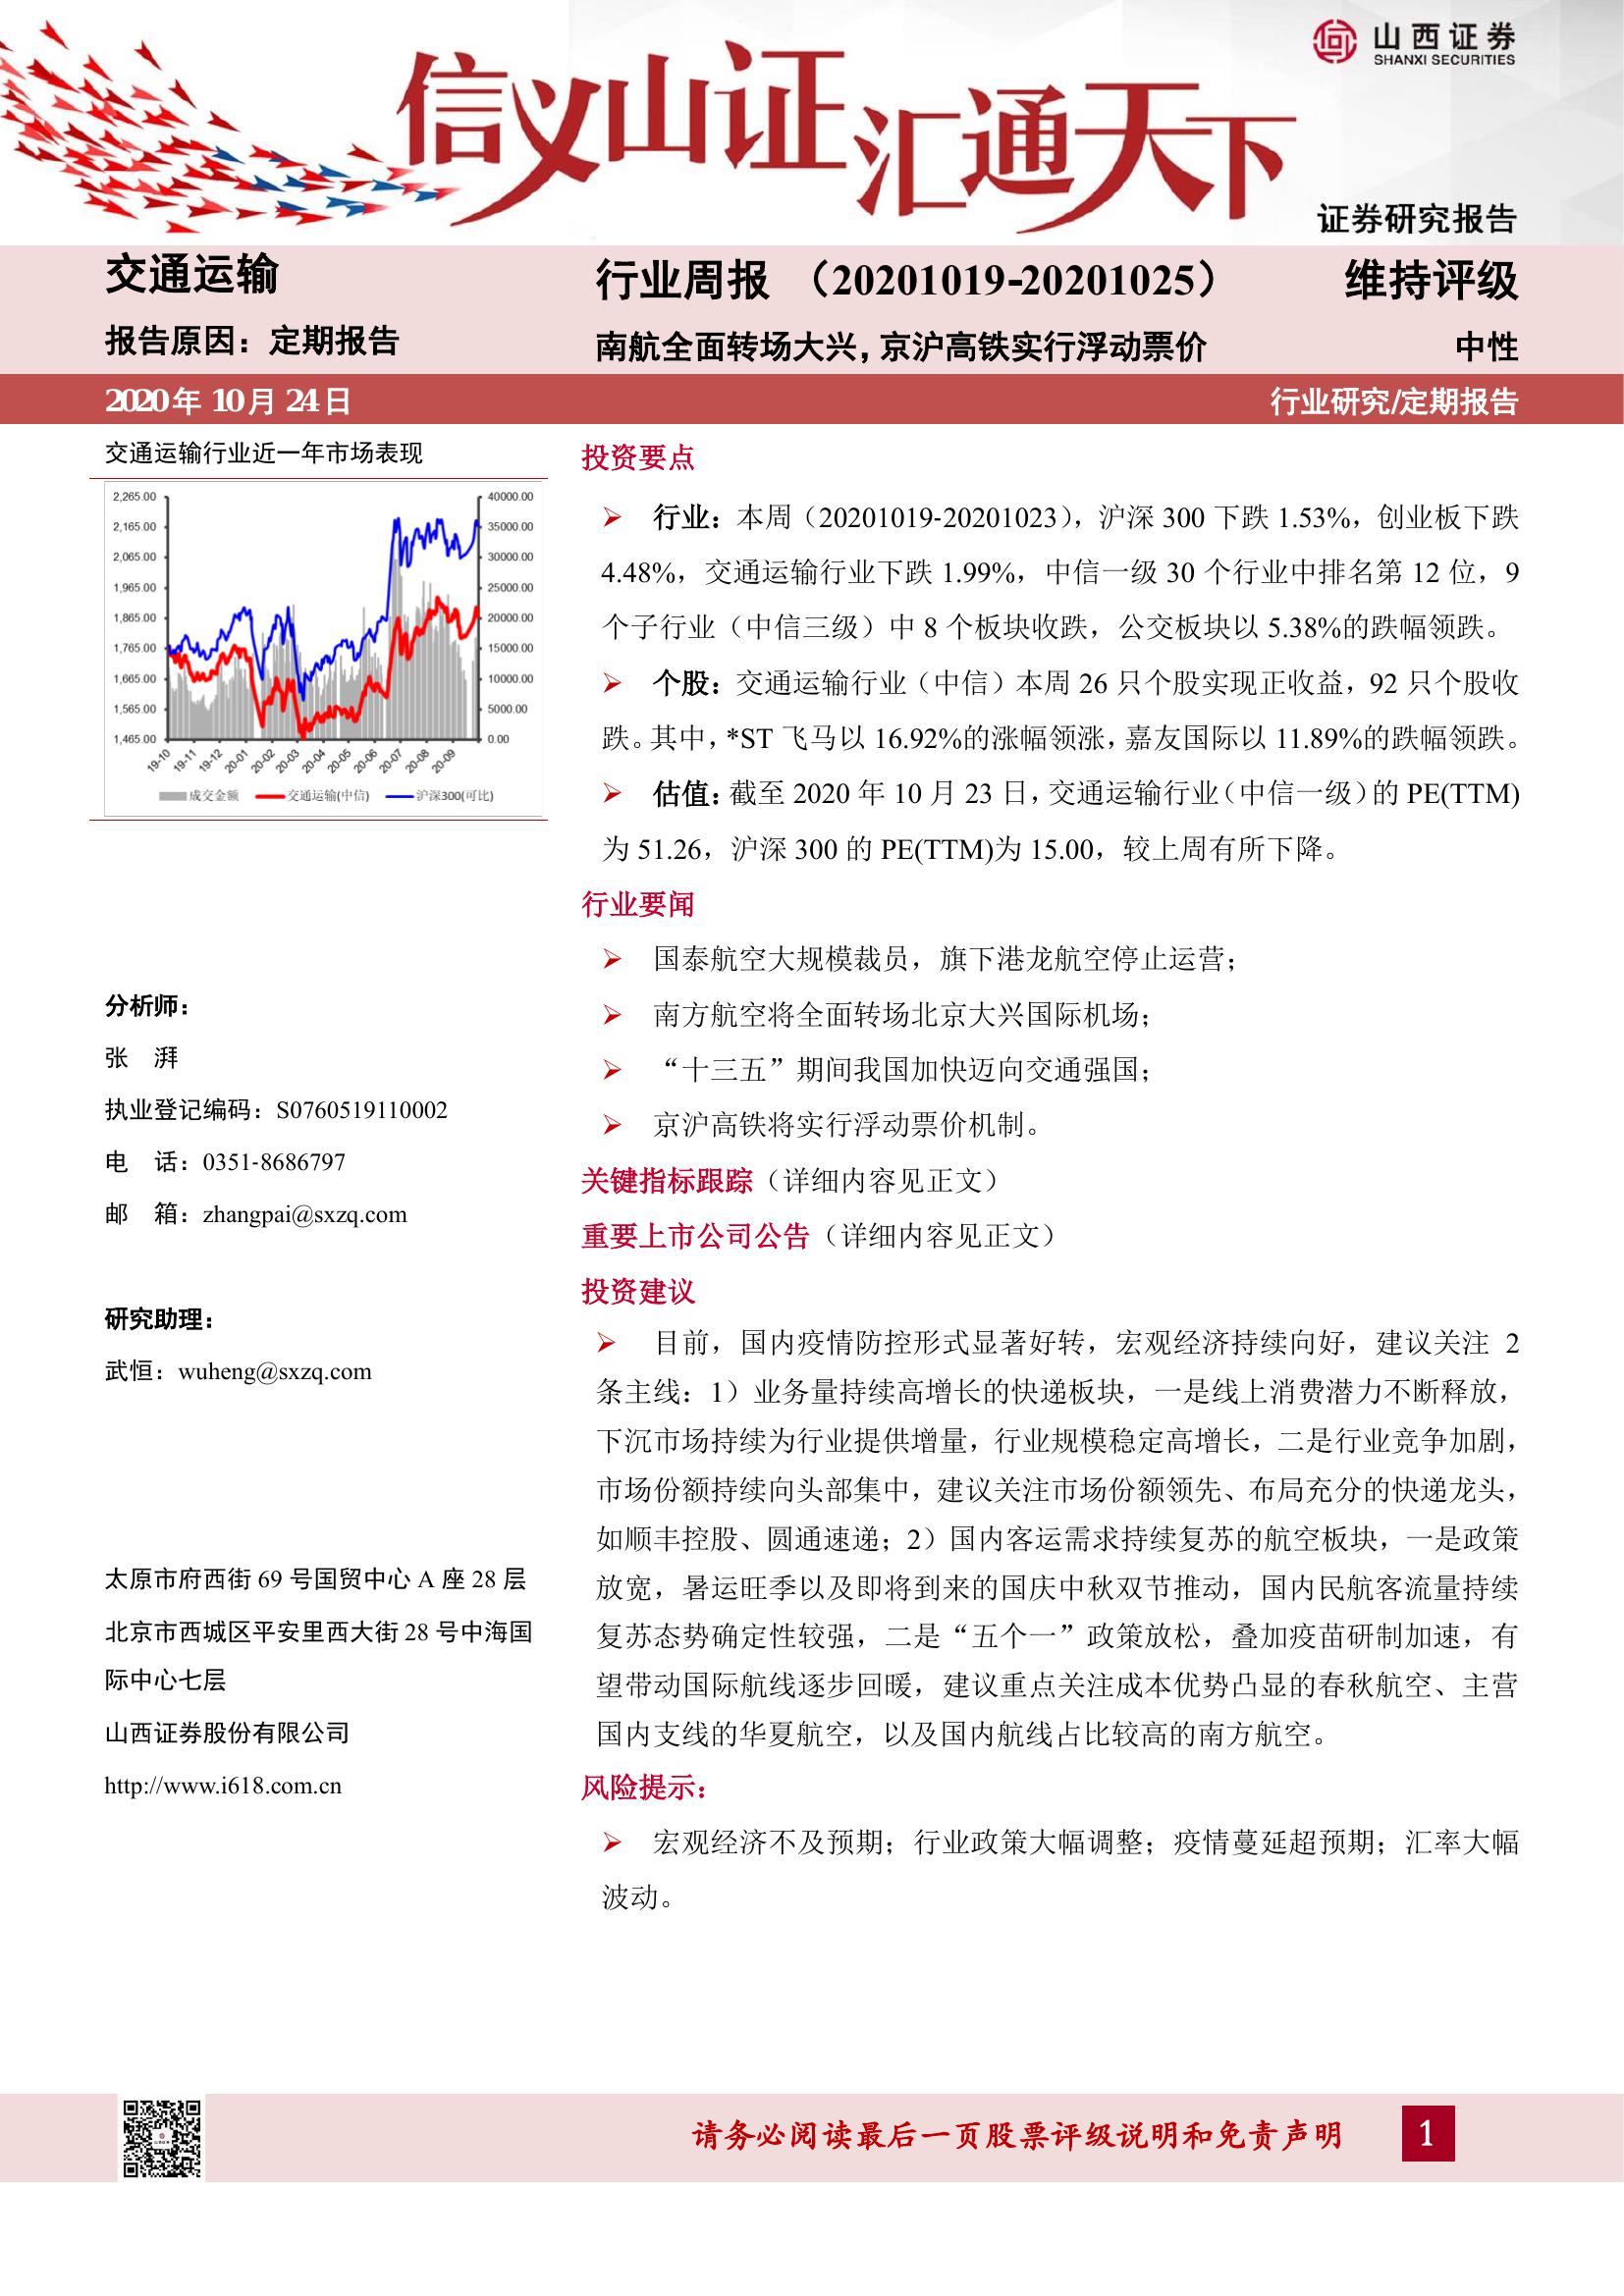 山西证券
SHANXI SECURITIES
信义山证汇通天下
证券研究报告
交通运输
报告原因：定期报告
行业周报 （20201019-20201025）
维持评级
南航全面转场大兴，京沪高铁实行浮动票价
中性
2020年10月24日
行业研究/定期报告
交通运输行业近一年市场表现
2,265.00
2,165.00
2,065.00
1,965.00
1,865.00
1,765.00
1,665.00
1,565.00
1,465.00
40000.00
35000.00
30000.00
25000.00
20000.00
15000.00
10000.00
5000.00
0.00
19-10
19-11
19-12
20-01
20-02
20-03
20-04
20-05
20-06
20-07
20-08
20-09
成交金额 交通运输(中信) 沪深300(可比)
分析师：
张 湃
执业登记编码：S0760519110002
电 话：0351-8686797
邮 箱：zhangpai@sxzq.com
研究助理：
武恒：wuheng@sxzq.com
太原市府西街 69 号国贸中心 A 座 28 层
北京市西城区平安里西大街 28 号中海国
际中心七层
山西证券股份有限公司
http://www.i618.com.cn
投资要点
➢ 行业：本周（20201019-20201023），沪深 300 下跌 1.53%，创业板下跌
4.48%，交通运输行业下跌 1.99%，中信一级 30 个行业中排名第 12 位，9
个子行业（中信三级）中 8 个板块收跌，公交板块以 5.38%的跌幅领跌。
➢ 个股：交通运输行业（中信）本周 26 只个股实现正收益，92 只个股收
跌。其中，*ST 飞马以 16.92%的涨幅领涨，嘉友国际以 11.89%的跌幅领跌。
➢ 估值：截至 2020 年 10 月 23 日，交通运输行业（中信一级）的 PE(TTM)
为 51.26，沪深 300 的 PE(TTM)为 15.00，较上周有所下降。
行业要闻
➢ 国泰航空大规模裁员，旗下港龙航空停止运营；
➢ 南方航空将全面转场北京大兴国际机场；
➢ “十三五”期间我国加快迈向交通强国；
➢ 京沪高铁将实行浮动票价机制。
关键指标跟踪（详细内容见正文）
重要上市公司公告（详细内容见正文）
投资建议
➢ 目前，国内疫情防控形式显著好转，宏观经济持续向好，建议关注 2
条主线：1）业务量持续高增长的快递板块，一是线上消费潜力不断释放，
下沉市场持续为行业提供增量，行业规模稳定高增长，二是行业竞争加剧，
市场份额持续向头部集中，建议关注市场份额领先、布局充分的快递龙头，
如顺丰控股、圆通速递；2）国内客运需求持续复苏的航空板块，一是政策
放宽，暑运旺季以及即将到来的国庆中秋双节推动，国内民航客流量持续
复苏态势确定性较强，二是“五个一”政策放松，叠加疫苗研制加速，有
望带动国际航线逐步回暖，建议重点关注成本优势凸显的春秋航空、主营
国内支线的华夏航空，以及国内航线占比较高的南方航空。
风险提示：
➢ 宏观经济不及预期；行业政策大幅调整；疫情蔓延超预期；汇率大幅
波动。
请务必阅读最后一页股票评级说明和免责声明
1